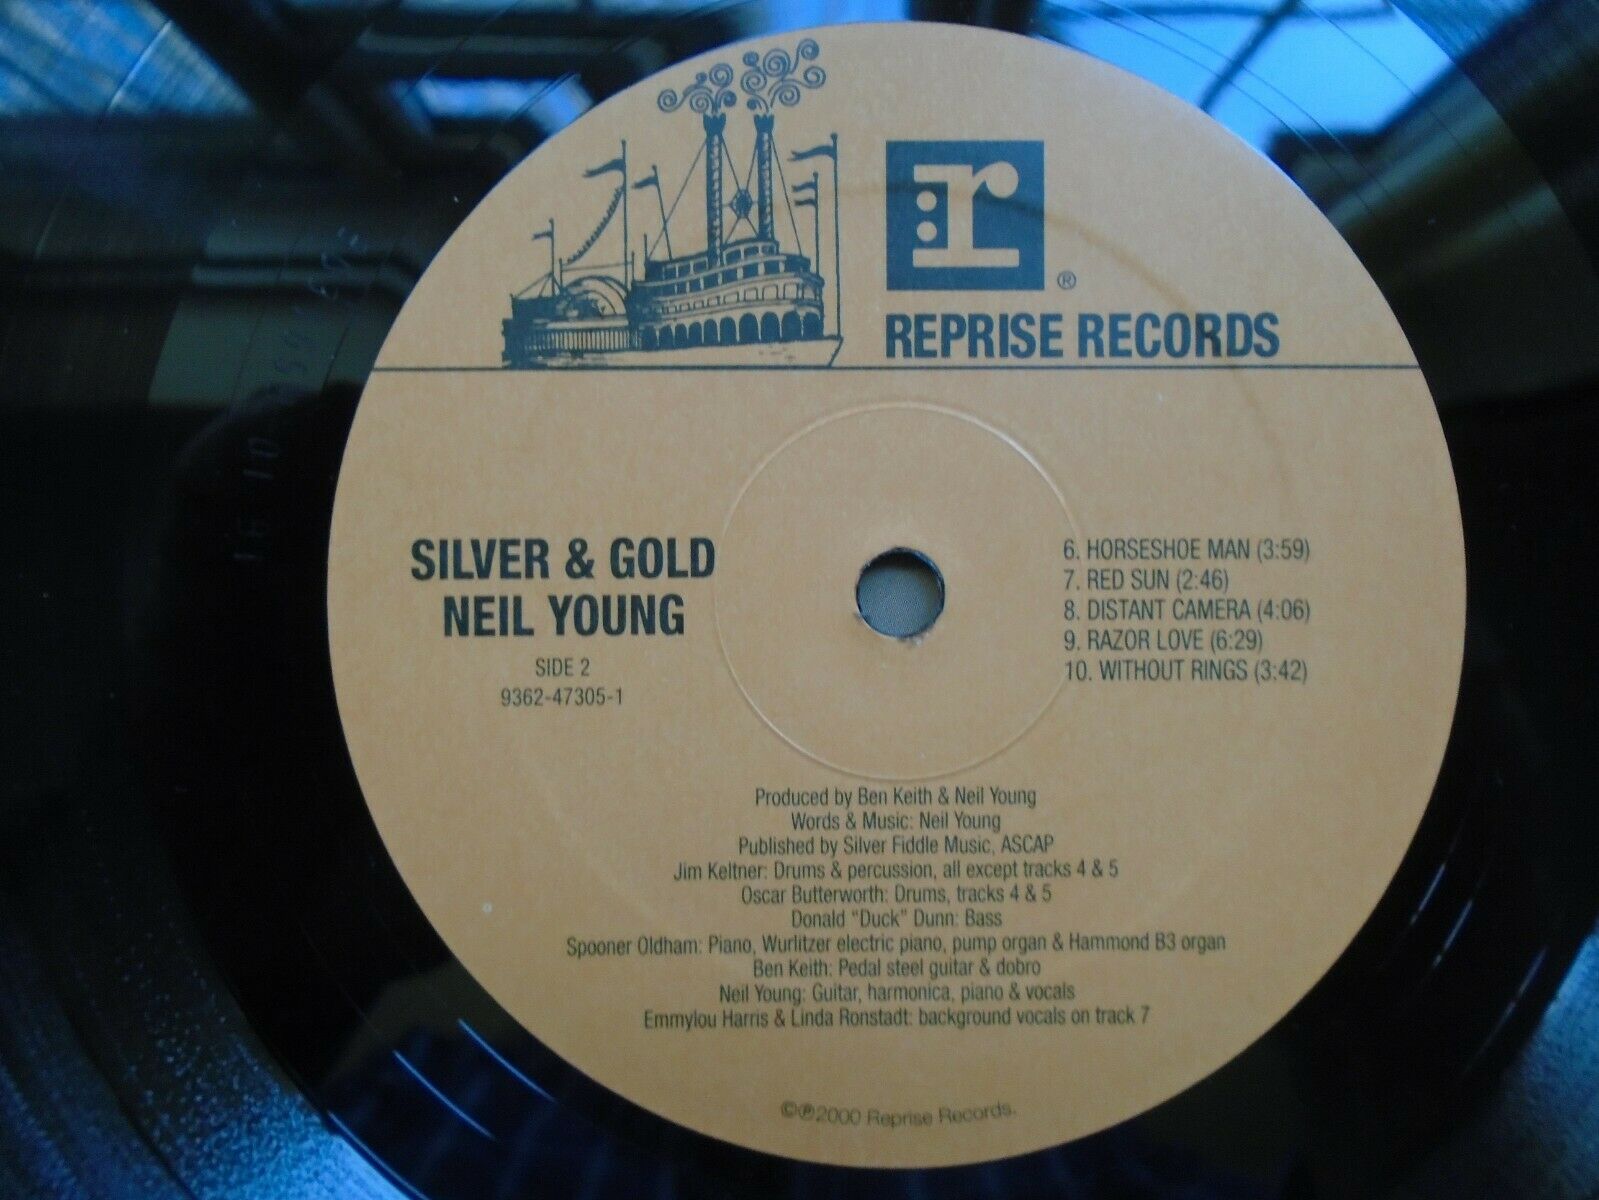 r
®
REPRISE RECORDS
SILVER & GOLD
NEIL YOUNG
SIDE 2
9362-47305-1
6. HORSESHOE MAN (3:59)
7. RED SUN (2:46)
8. DISTANT CAMERA (4:06)
9. RAZOR LOVE (6:29)
10. WITHOUT RINGS (3:42)
Produced by Ben Keith & Neil Young
Words & Music: Neil Young
Published by Silver Fiddle Music, ASCAP
Jim Keltner: Drums & percussion, all except tracks 4 & 5
Oscar Butterworth: Drums, tracks 4 & 5
Donald "Duck" Dunn: Bass
Spooner Oldham: Piano, Wurlitzer electric piano, pump organ & Hammond B3 organ
Ben Keith: Pedal steel guitar & dobro
Neil Young: Guitar, harmonica, piano & vocals
Emmylou Harris & Linda Ronstadt: background vocals on track 7
©℗2000 Reprise Records.